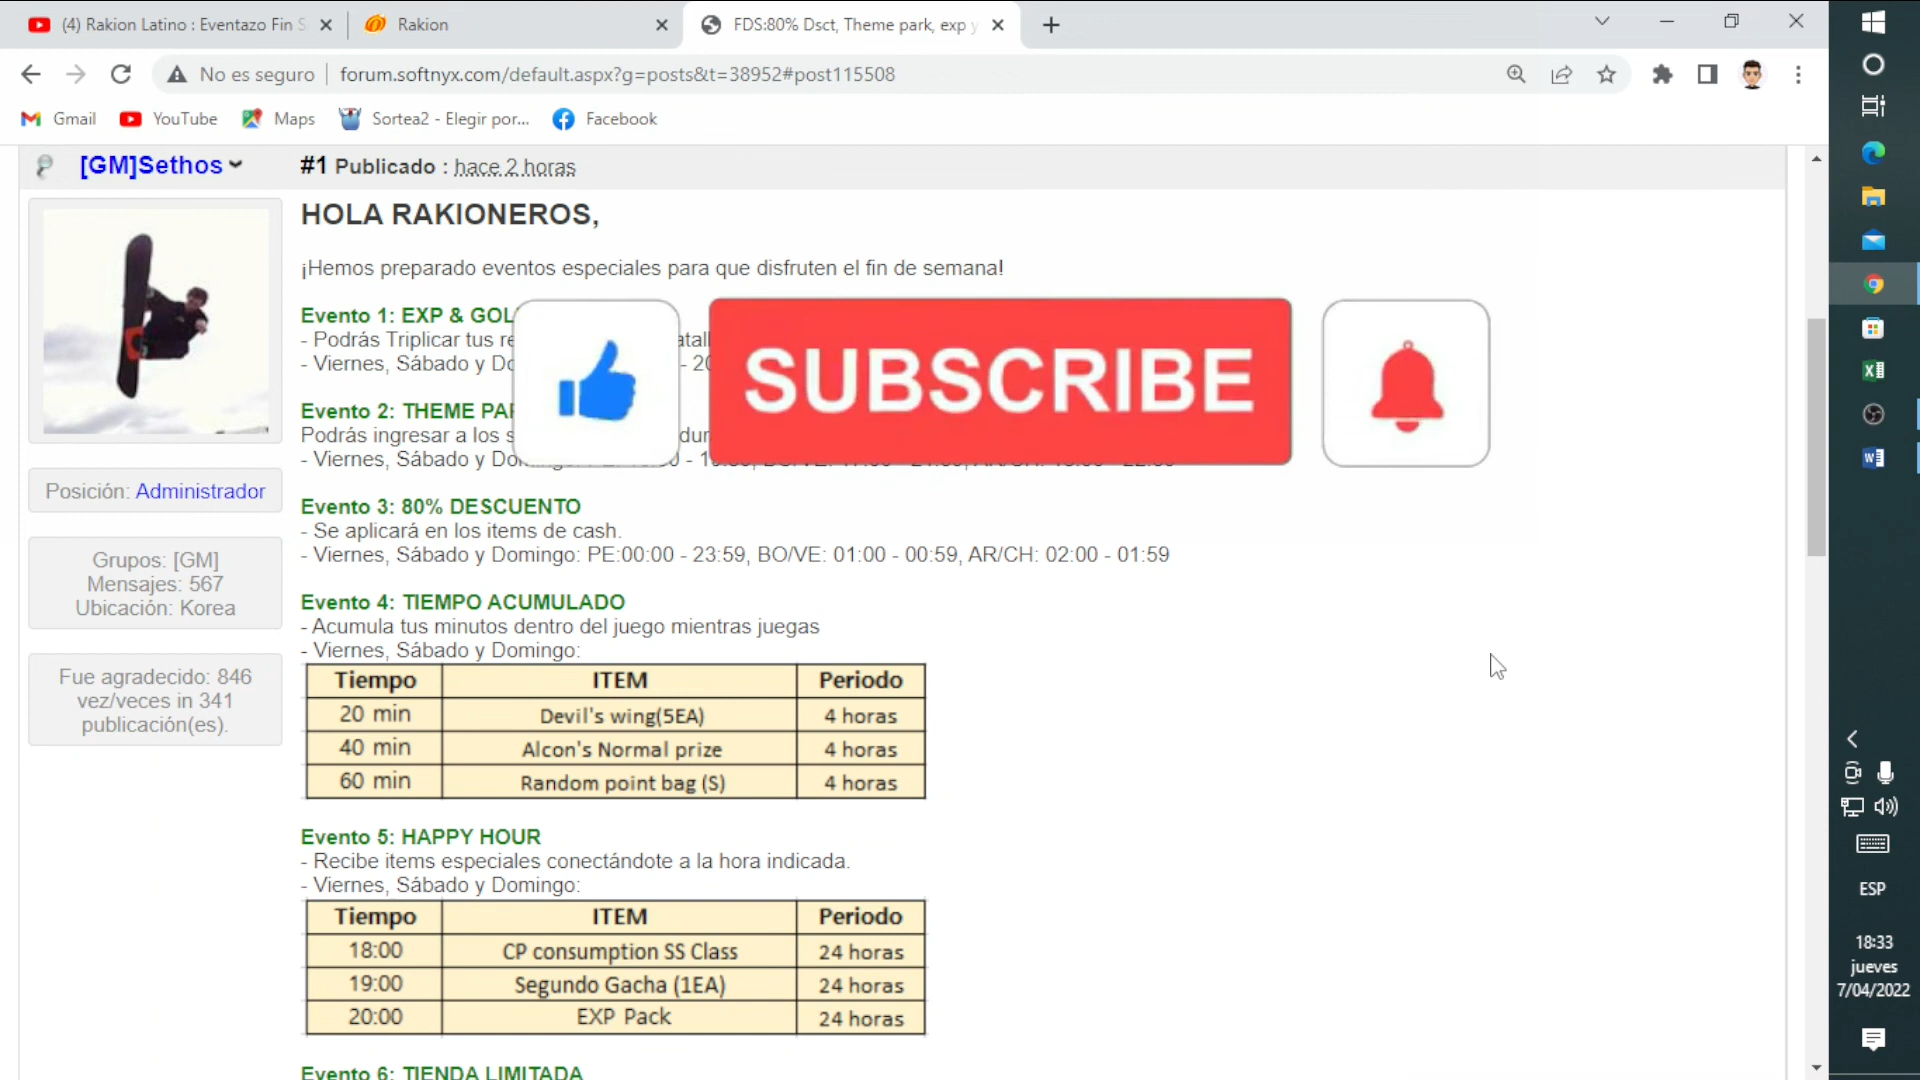 (4) Rakion Latino : Eventazo Fin S
Rakion
FDS:80% Dsct, Theme park, exp y
No es seguro
forum.softnyx.com/default.aspx?g=posts&t=38952#post115508
Gmail
YouTube
Maps
Sortea2 - Elegir por...
Facebook
[GM]Sethos
#1 Publicado : hace 2 horas
HOLA RAKIONEROS,
¡Hemos preparado eventos especiales para que disfruten el fin de semana!
Evento 1: EXP & GOL
- Podrás Triplicar tus re
- Viernes, Sábado y Do
SUBSCRIBE
Evento 2: THEME PAR
Podrás ingresar a los s
- Viernes, Sábado y
Evento 3: 80% DESCUENTO
- Se aplicará en los items de cash.
- Viernes, Sábado y Domingo: PE:00:00 - 23:59, BO/VE: 01:00 - 00:59, AR/CH: 02:00 - 01:59
Evento 4: TIEMPO ACUMULADO
- Acumula tus minutos dentro del juego mientras juegas
- Viernes, Sábado y Domingo:
Tiempo ITEM Periodo
20 min Devil's wing(5EA) 4 horas
40 min Alcon's Normal prize 4 horas
60 min Random point bag (S) 4 horas
Evento 5: HAPPY HOUR
- Recibe items especiales conectándote a la hora indicada.
- Viernes, Sábado y Domingo:
Tiempo ITEM Periodo
18:00 CP consumption SS Class 24 horas
19:00 Segundo Gacha (1EA) 24 horas
20:00 EXP Pack 24 horas
Evento 6: TIENDA LIMITADA
Posición: Administrador
Grupos: [GM]
Mensajes: 567
Ubicación: Korea
Fue agradecido: 846
vez/veces in 341
publicación(es).
ESP
18:33
jueves
7/04/2022